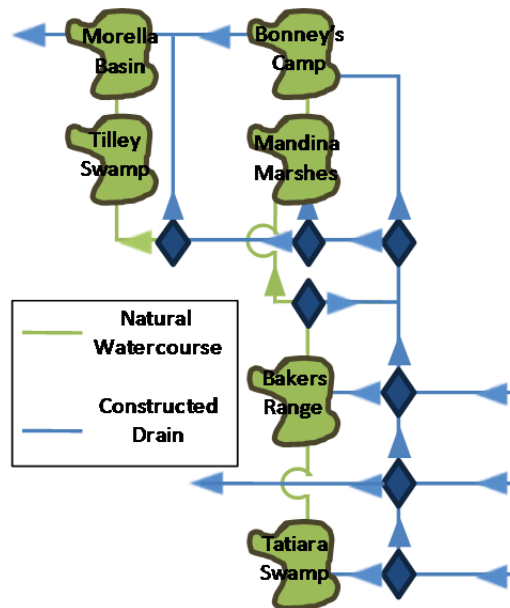 Morella
Basin
Bonney's
Camp
Tilley
Swamp
Mandina
Marshes
Natural
Watercourse
Constructed
Drain
Bakers
Range
Tatiara
Swamp